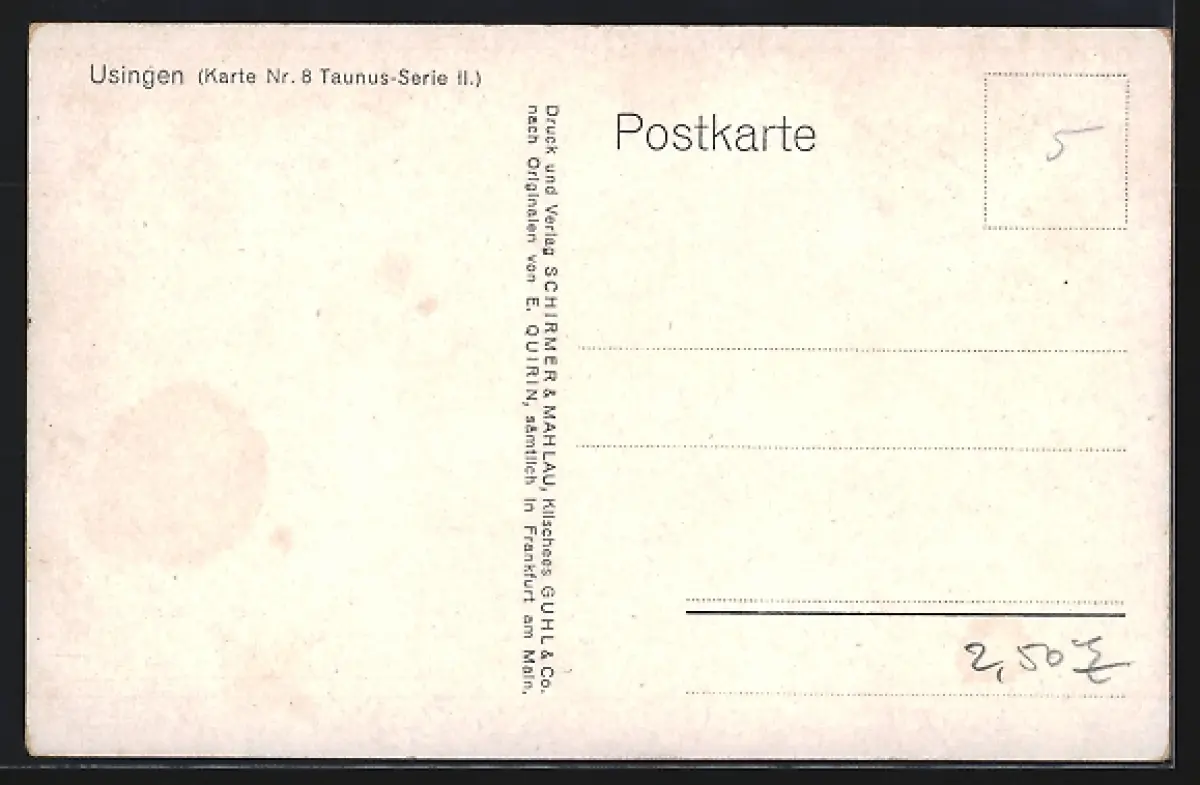 Usingen (Karte Nr. 8 Taunus-Serie II.)
Druck und Verlag SCHIRMER & MAHLAU, Klischees GUHL & Co.
nach Originalen von E. QUIRIN, sämtlich in Frankfurt am Main.
Postkarte
5
2,50